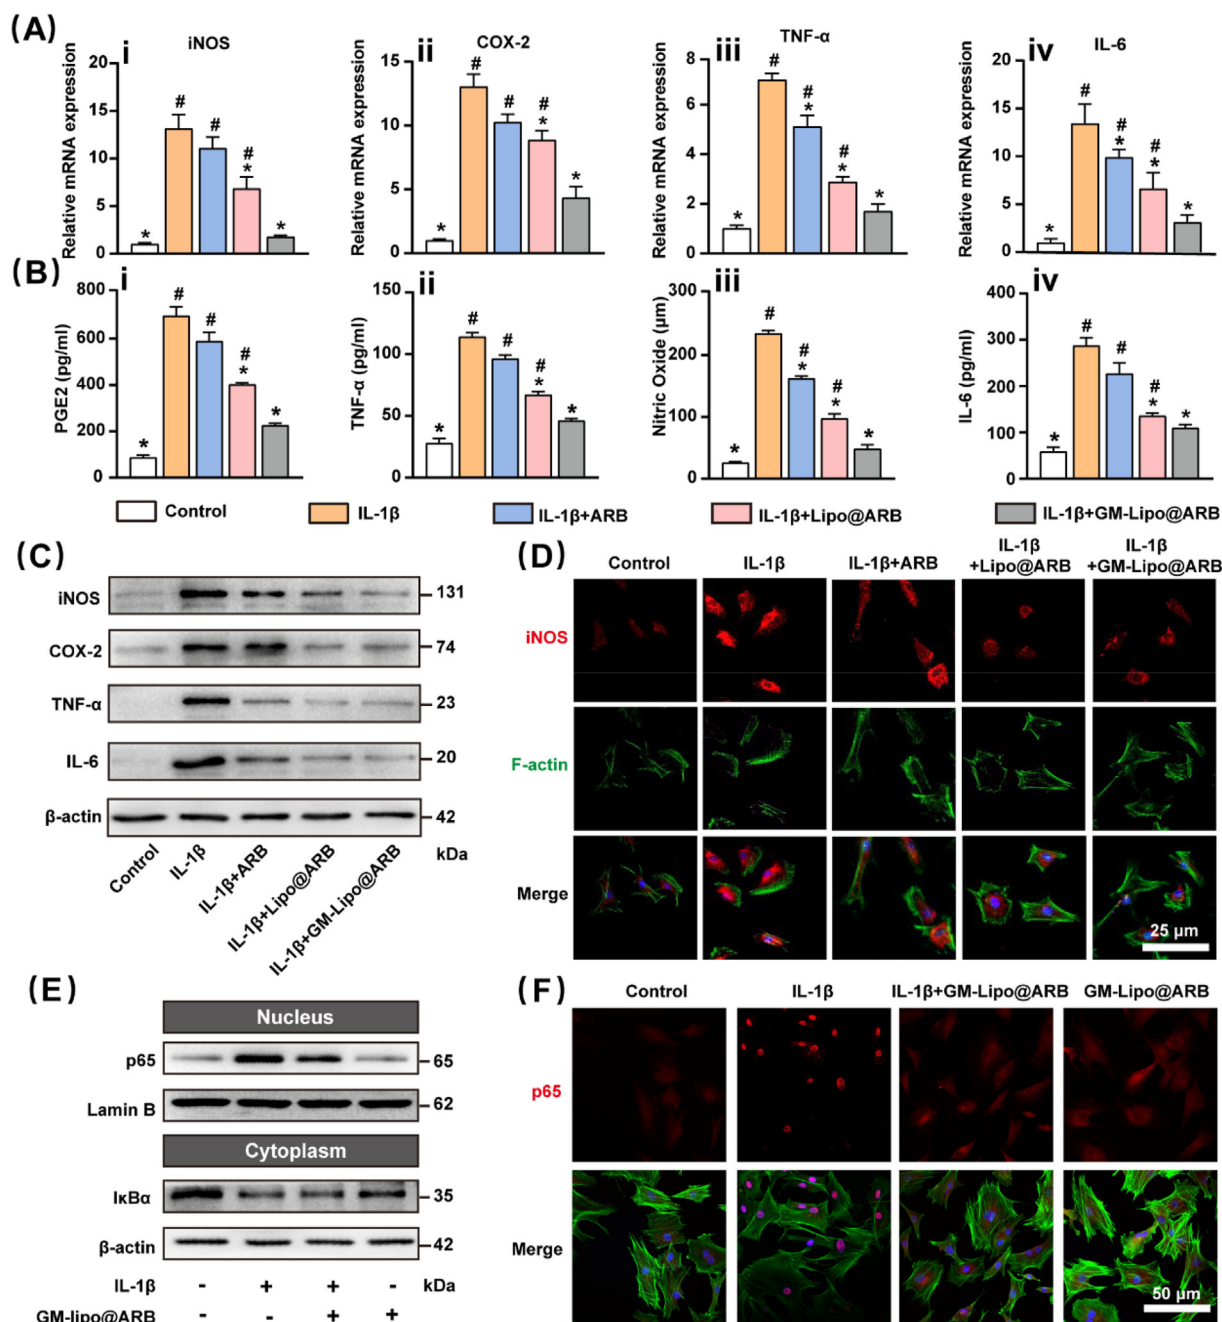 (A)
i
iNOS
ii
COX-2
iii
TNF-α
iv
IL-6
Relative mRNA expression
20
15
10
5
0
*
#
#
#
*
*
Relative mRNA expression
15
10
5
0
*
#
#
#
*
*
Relative mRNA expression
8
6
4
2
0
*
#
#
*
#
*
*
Relative mRNA expression
20
15
10
5
0
*
#
#
*
#
*
*
(B)
i
ii
iii
iv
PGE2 (pg/ml)
800
600
400
200
0
*
#
#
#
*
*
TNF-α (pg/ml)
150
100
50
0
*
#
#
#
*
*
Nitric Oxide (μm)
300
200
100
0
*
#
#
*
#
*
*
IL-6 (pg/ml)
400
300
200
100
0
*
#
#
#
*
*
Control
IL-1β
IL-1β+ARB
IL-1β+Lipo@ARB
IL-1β+GM-Lipo@ARB
(C)
iNOS
131
COX-2
74
TNF-α
23
IL-6
20
β-actin
42
kDa
Control
IL-1β
IL-1β+ARB
IL-1β+Lipo@ARB
IL-1β+GM-Lipo@ARB
(D)
Control
IL-1β
IL-1β+ARB
IL-1β
+Lipo@ARB
IL-1β
+GM-Lipo@ARB
iNOS
F-actin
Merge
25 μm
(E)
Nucleus
p65
65
Lamin B
62
Cytoplasm
IκBα
35
β-actin
42
IL-1β - + + - kDa
GM-lipo@ARB - - + +
(F)
Control
IL-1β
IL-1β+GM-Lipo@ARB
GM-Lipo@ARB
p65
Merge
50 μm